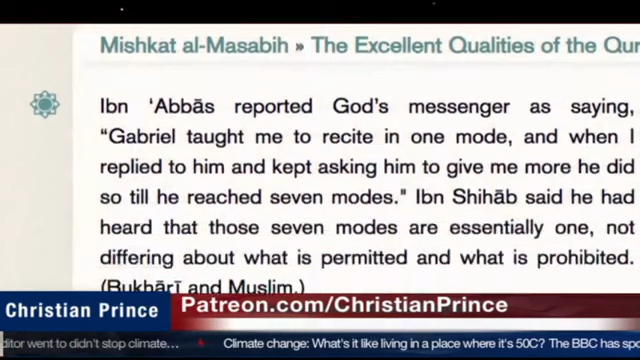 Mishkat al-Masabih » The Excellent Qualities of the Qur
Ibn ʿAbbās reported God's messenger as saying,
"Gabriel taught me to recite in one mode, and when I
replied to him and kept asking him to give me more he did
so till he reached seven modes." Ibn Shihāb said he had
heard that those seven modes are essentially one, not
differing about what is permitted and what is prohibited.
(Bukhārī and Muslim.)
Christian Prince
Patreon.com/ChristianPrince
ditor went to didn't stop climate...
Climate change: What's it like living in a place where it's 50C? The BBC has spo